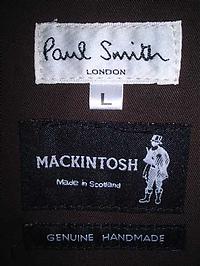 Paul Smith
LONDON
L
MACKINTOSH
Made in Scotland
GENUINE HANDMADE